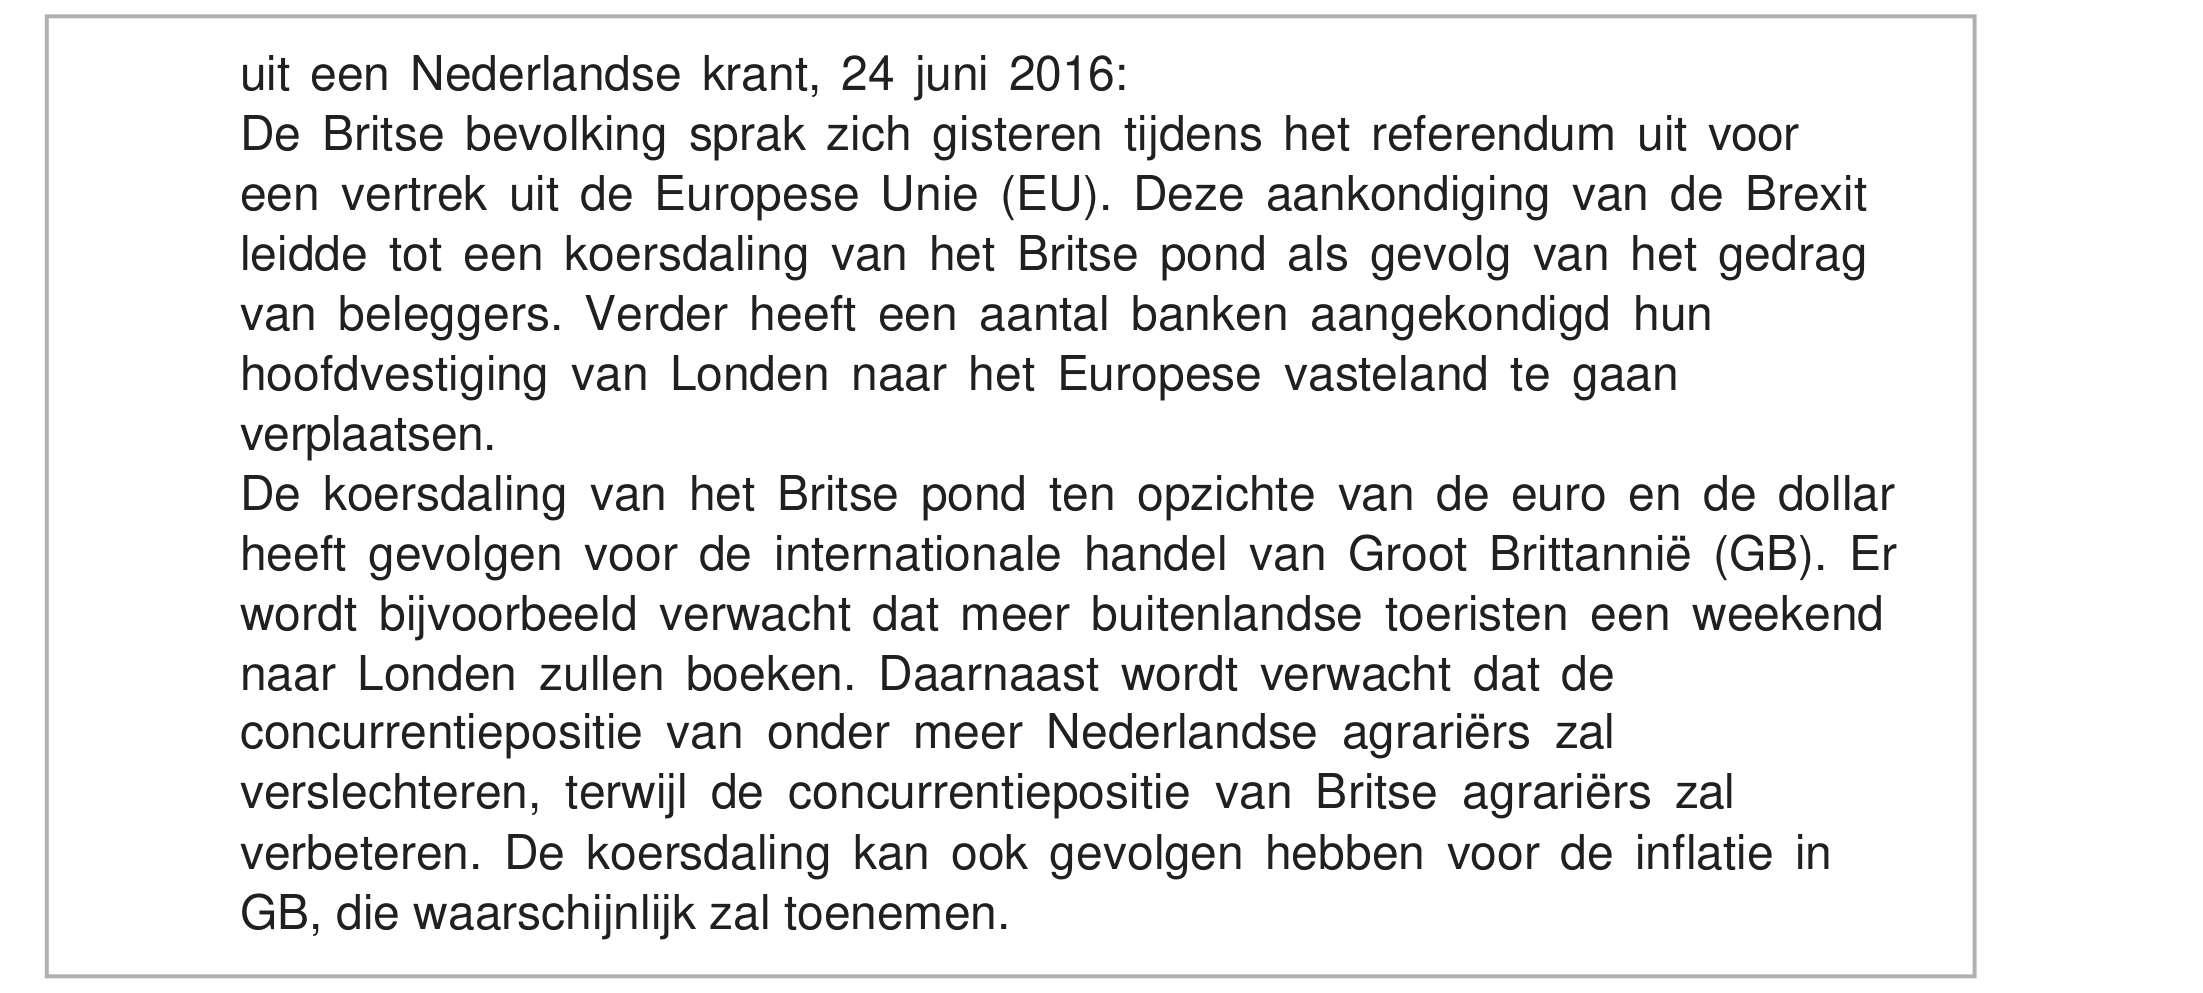 uit een Nederlandse krant, 24 juni 2016:
De Britse bevolking sprak zich gisteren tijdens het referendum uit voor
een vertrek uit de Europese Unie (EU). Deze aankondiging van de Brexit
leidde tot een koersdaling van het Britse pond als gevolg van het gedrag
van beleggers. Verder heeft een aantal banken aangekondigd hun
hoofdvestiging van Londen naar het Europese vasteland te gaan
verplaatsen.
De koersdaling van het Britse pond ten opzichte van de euro en de dollar
heeft gevolgen voor de internationale handel van Groot Brittannië (GB). Er
wordt bijvoorbeeld verwacht dat meer buitenlandse toeristen een weekend
naar Londen zullen boeken. Daarnaast wordt verwacht dat de
concurrentiepositie van onder meer Nederlandse agrariërs zal
verslechteren, terwijl de concurrentiepositie van Britse agrariërs zal
verbeteren. De koersdaling kan ook gevolgen hebben voor de inflatie in
GB, die waarschijnlijk zal toenemen.